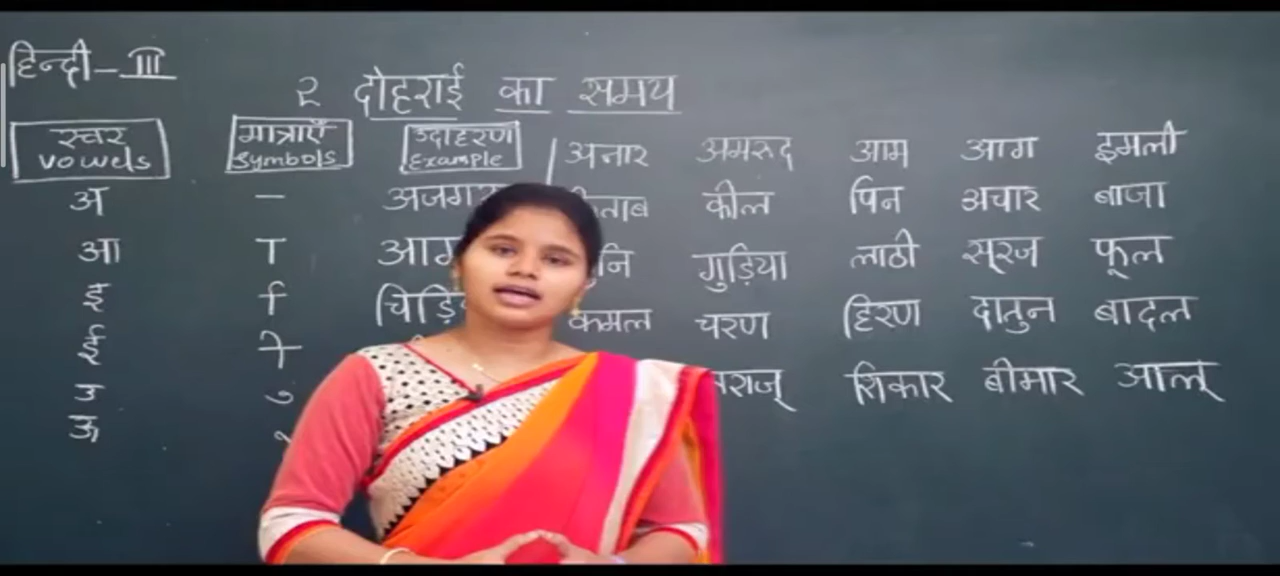 हिन्दी - III
२ दोहराई का समय
स्वर मात्राएँ उदाहरण
vowels Symbols Example
अनार अमरुद आम आग इमली
अ - कील पिन अचार बाजा
आ ा गुड़िया लाठी सूरज फूल
इ ि कमल चरण हिरण दातुन बादल
ई ी शिकार बीमार आलू
उ ु
ऊ